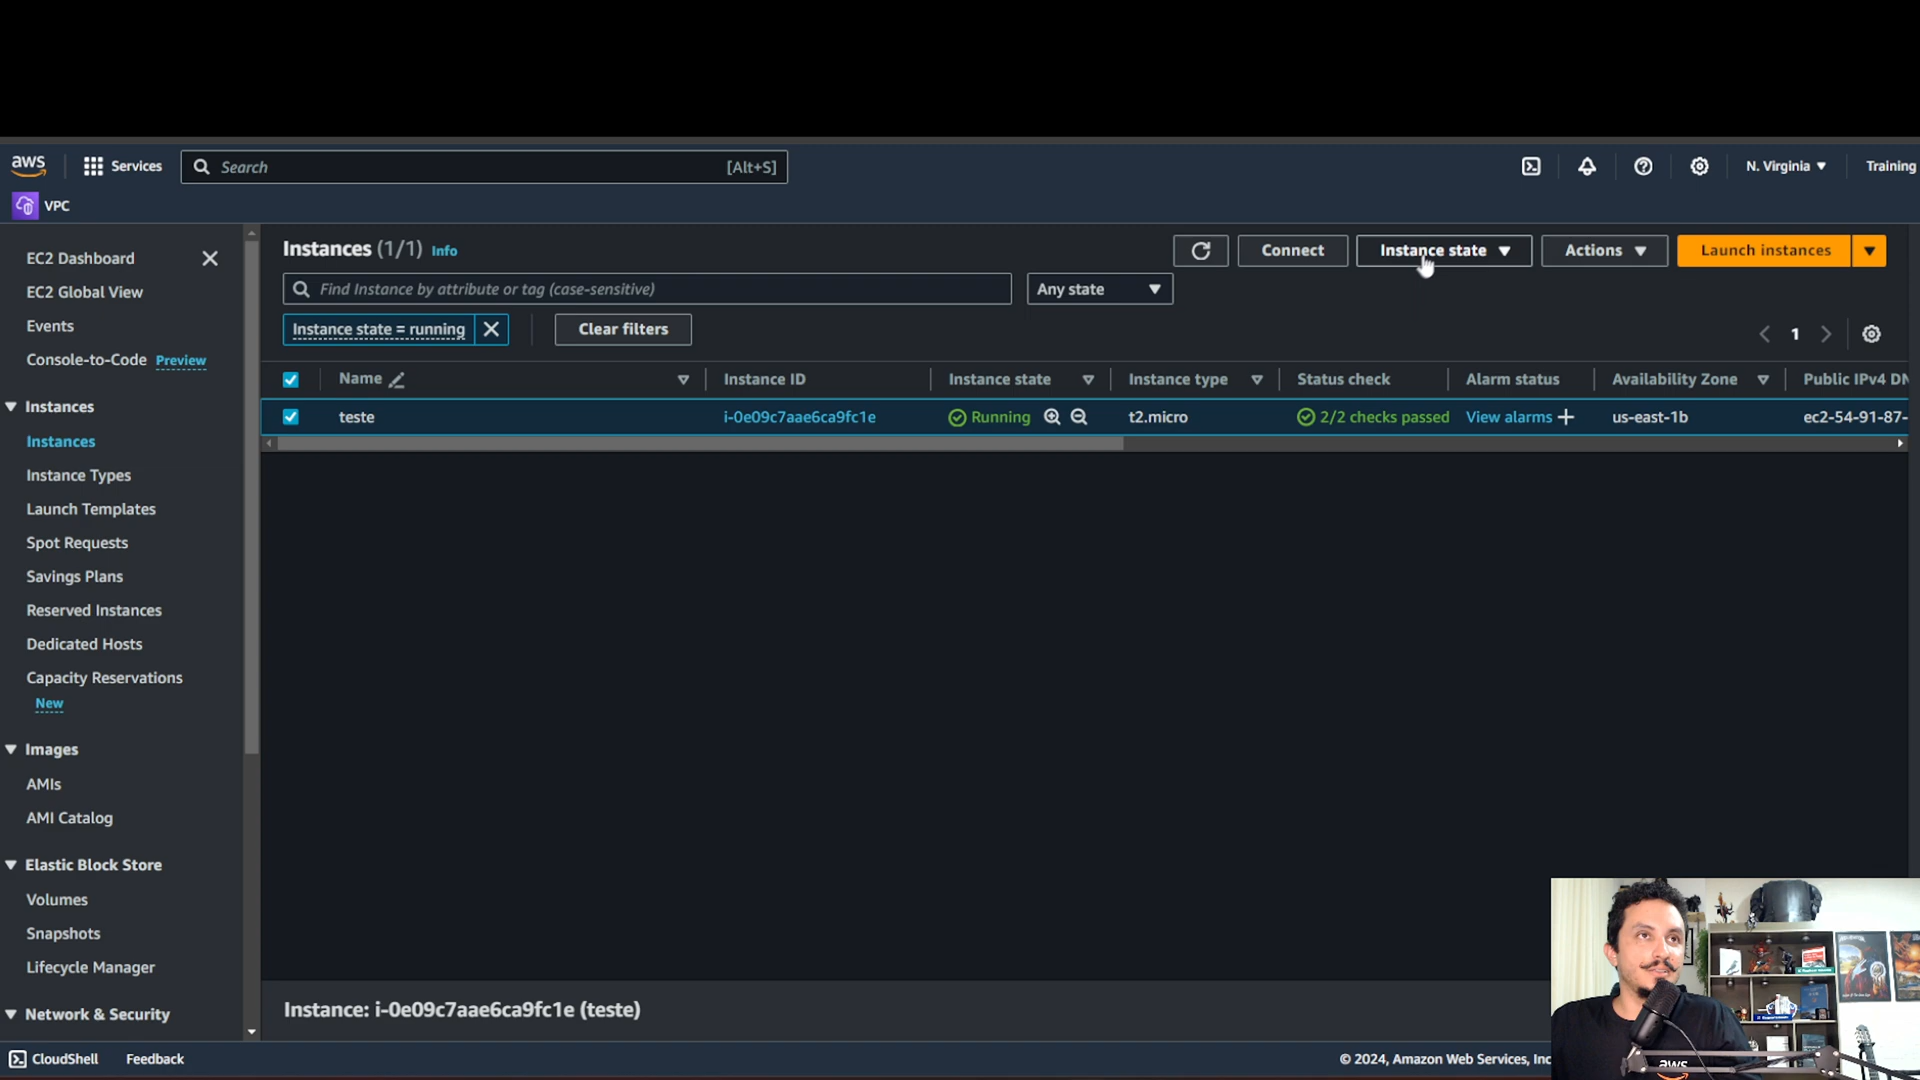 aws
Services
Search
[Alt+S]
N. Virginia
Training
VPC
EC2 Dashboard
EC2 Global View
Events
Console-to-Code Preview
Instances
Instances
Instance Types
Launch Templates
Spot Requests
Savings Plans
Reserved Instances
Dedicated Hosts
Capacity Reservations
New
Images
AMIs
AMI Catalog
Elastic Block Store
Volumes
Snapshots
Lifecycle Manager
Network & Security
Instances (1/1) Info
Connect
Instance state
Actions
Launch instances
Find Instance by attribute or tag (case-sensitive)
Any state
Instance state = running
Clear filters
1
Name Instance ID Instance state Instance type Status check Alarm status Availability Zone Public IPv4 DN
teste i-0e09c7aae6ca9fc1e Running t2.micro 2/2 checks passed View alarms + us-east-1b ec2-54-91-87-
Instance: i-0e09c7aae6ca9fc1e (teste)
CloudShell
Feedback
© 2024, Amazon Web Services, Inc
aws